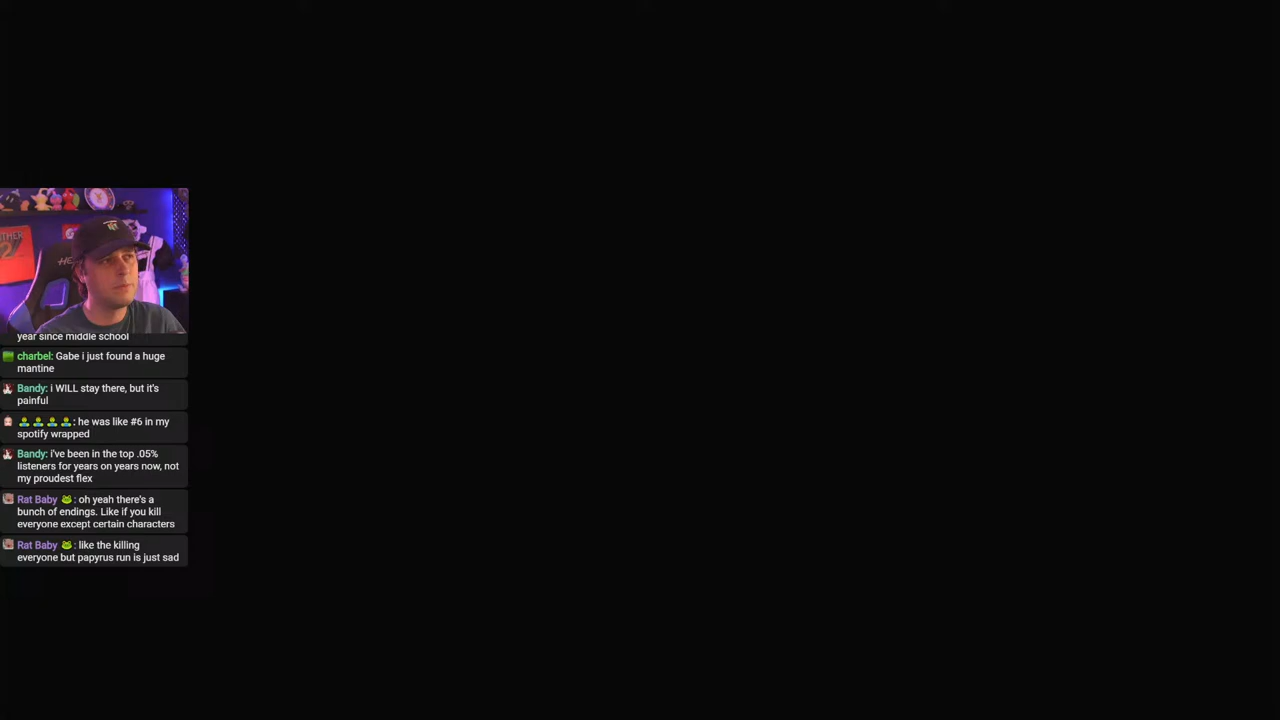 year since middle school
charbel: Gabe i just found a huge
mantine
Bandy: i WILL stay there, but it's
painful
: he was like #6 in my
spotify wrapped
Bandy: i've been in the top .05%
listeners for years on years now, not
my proudest flex
Rat Baby 🐸: oh yeah there's a
bunch of endings. Like if you kill
everyone except certain characters
Rat Baby 🐸: like the killing
everyone but papyrus run is just sad